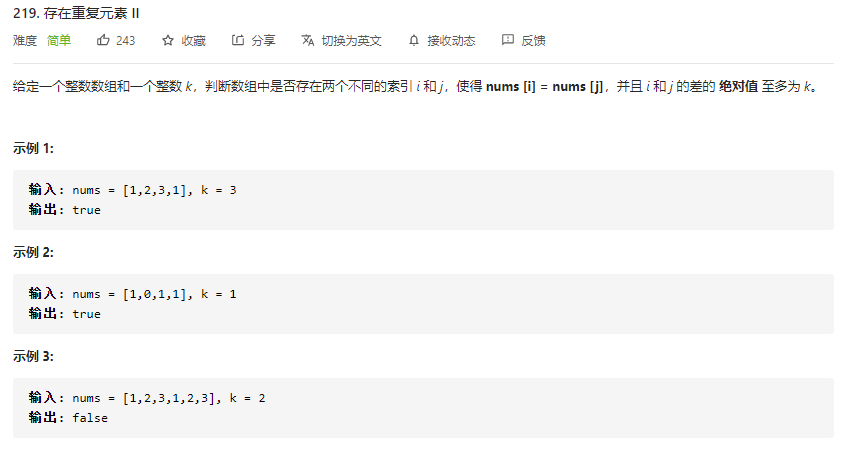 219. 存在重复元素 II
难度 简单 243 收藏 分享 切换为英文 接收动态 反馈
给定一个整数数组和一个整数 k，判断数组中是否存在两个不同的索引 i 和 j，使得 nums [i] = nums [j]，并且 i 和 j 的差的 绝对值 至多为 k。
示例 1:
输入: nums = [1,2,3,1], k = 3
输出: true
示例 2:
输入: nums = [1,0,1,1], k = 1
输出: true
示例 3:
输入: nums = [1,2,3,1,2,3], k = 2
输出: false